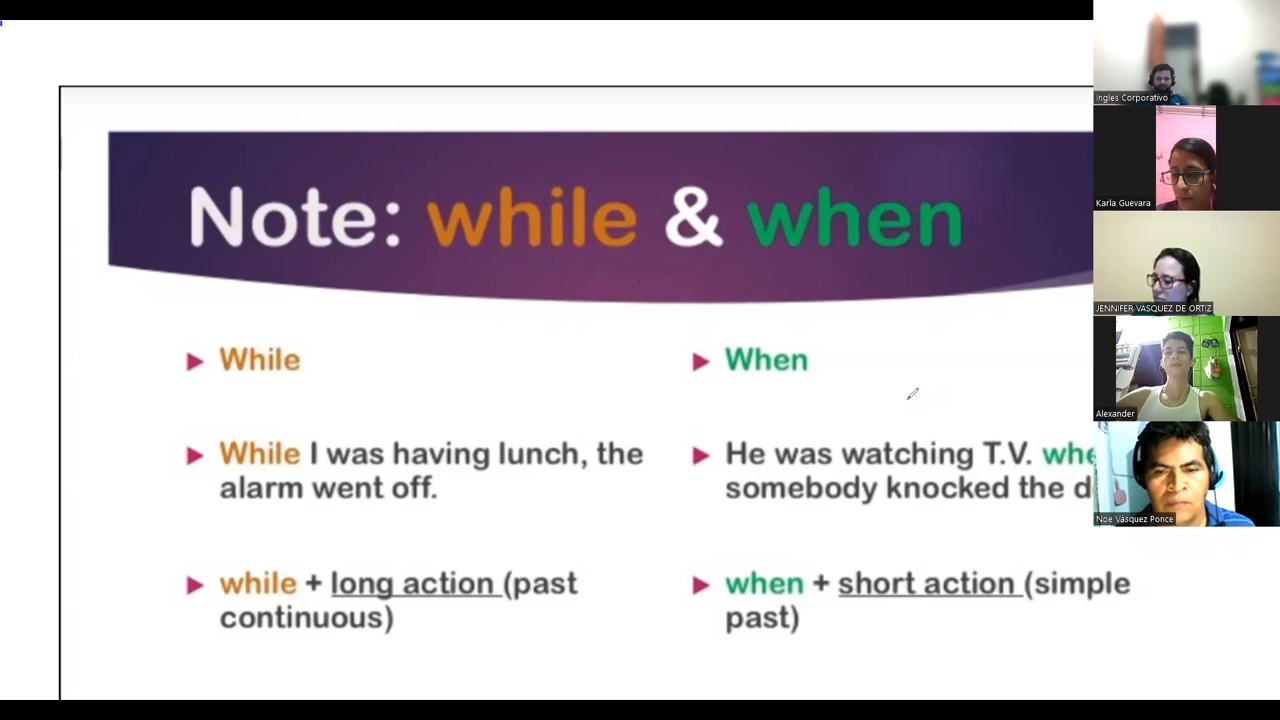 Note: while & when
While
While I was having lunch, the
alarm went off.
while + long action (past
continuous)
When
He was watching T.V.
somebody knocked the
when + short action (simple
past)
Ingles Corporativo
Karla Guevara
JENNIFER VASQUEZ DE ORTIZ
Alexander
Noe Vásquez Ponce